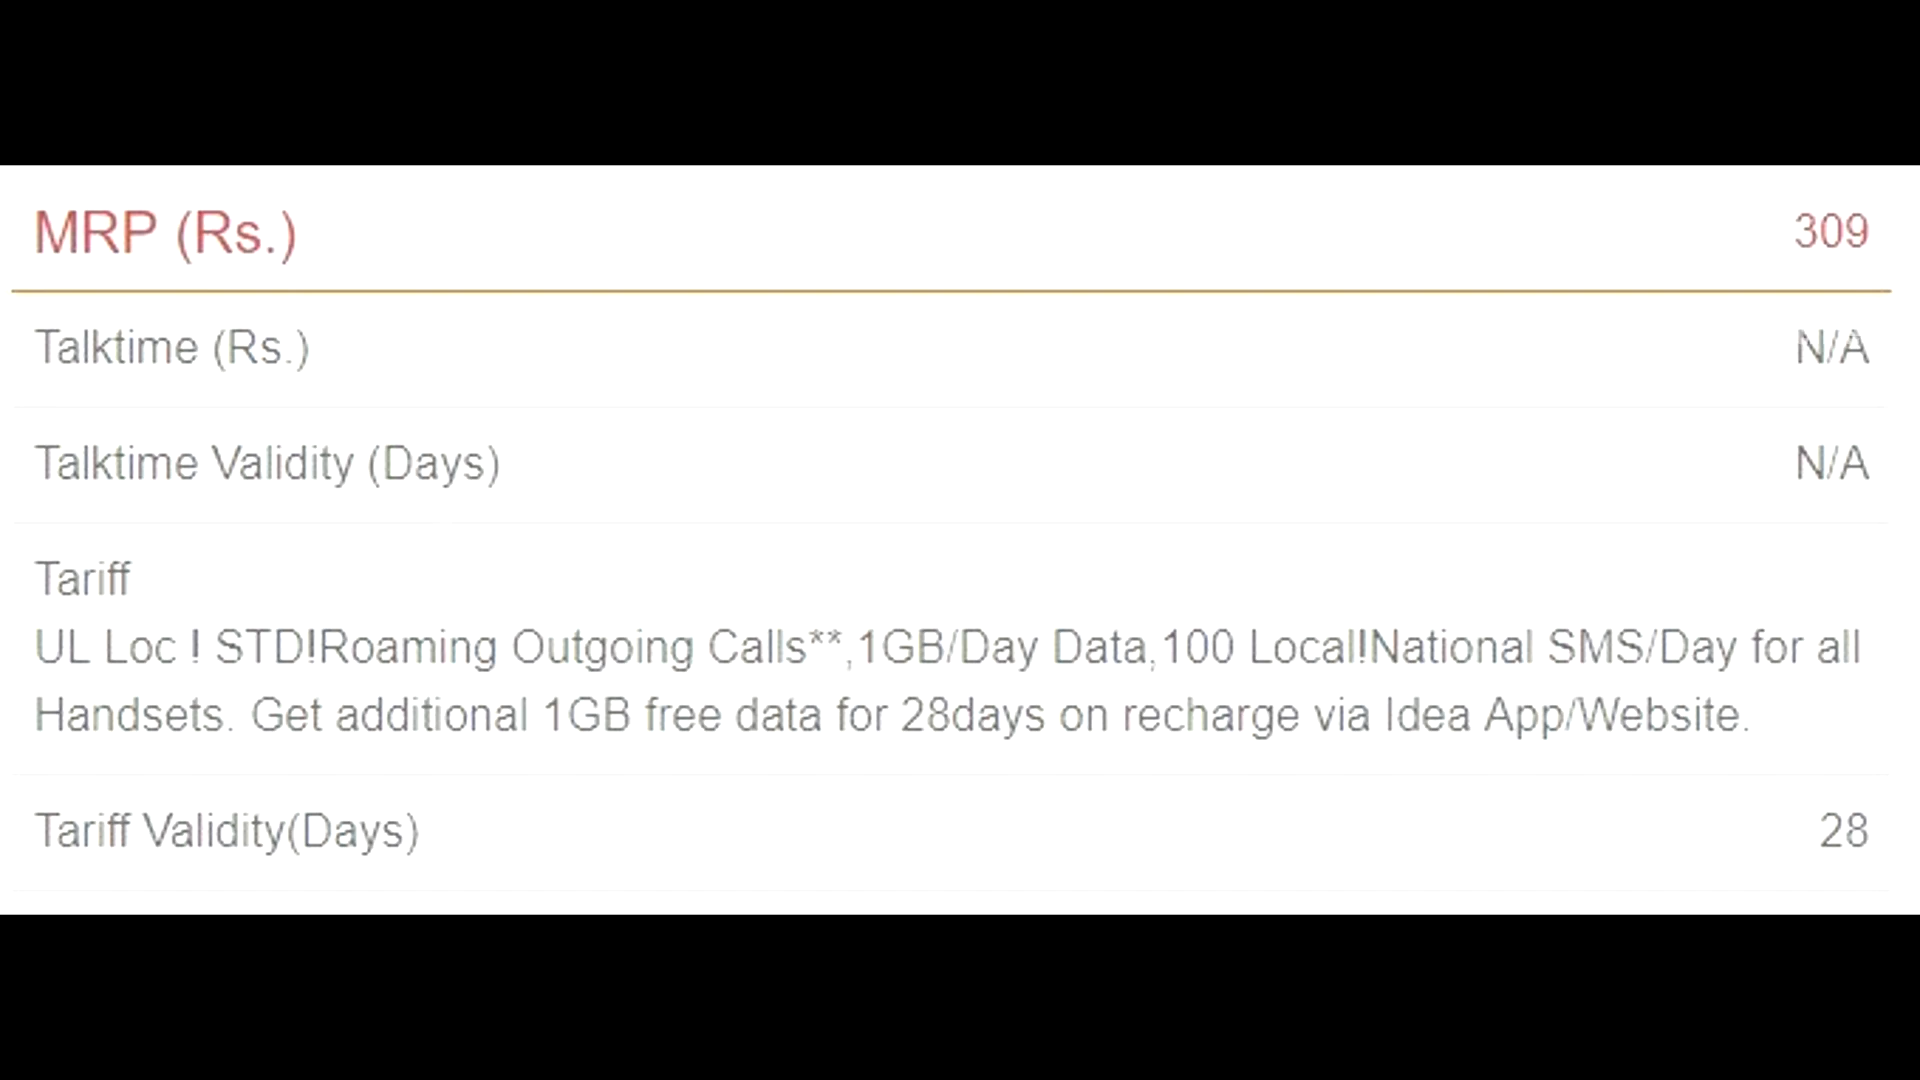 MRP (Rs.) 309
Talktime (Rs.) N/A
Talktime Validity (Days) N/A
Tariff
UL Loc ! STD!Roaming Outgoing Calls**,1GB/Day Data,100 Local!National SMS/Day for all
Handsets. Get additional 1GB free data for 28days on recharge via Idea App/Website.
Tariff Validity(Days) 28